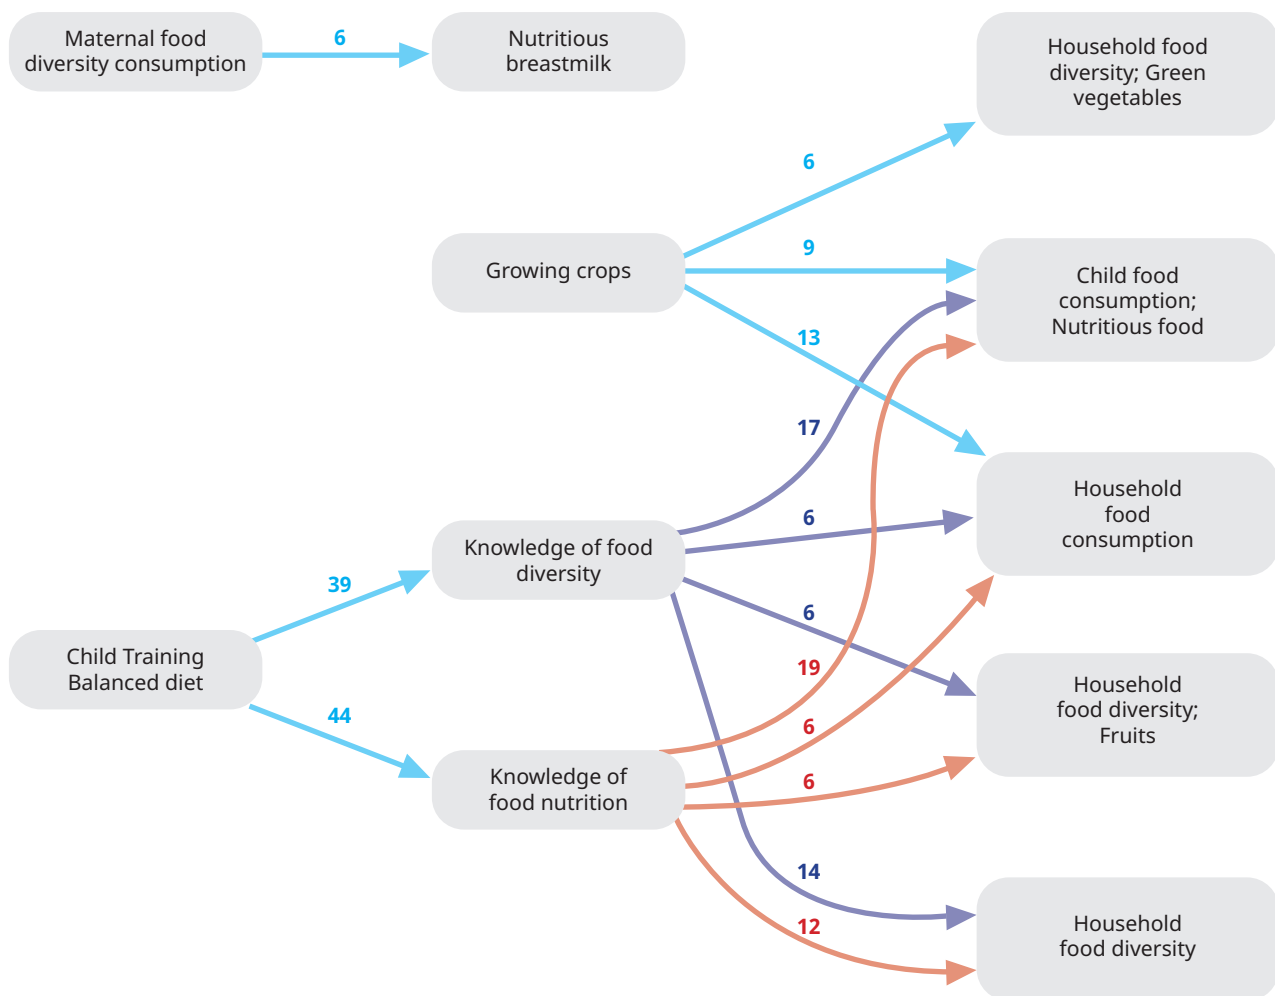 Maternal food
diversity consumption
6
Nutritious
breastmilk
Household food
diversity; Green
vegetables
6
Growing crops
9
Child food
consumption;
Nutritious food
13
17
Household
food
consumption
6
Knowledge of food
diversity
39
6
Child Training
Balanced diet
19
Household
food diversity;
Fruits
44
6
Knowledge of
food nutrition
6
14
12
Household
food diversity